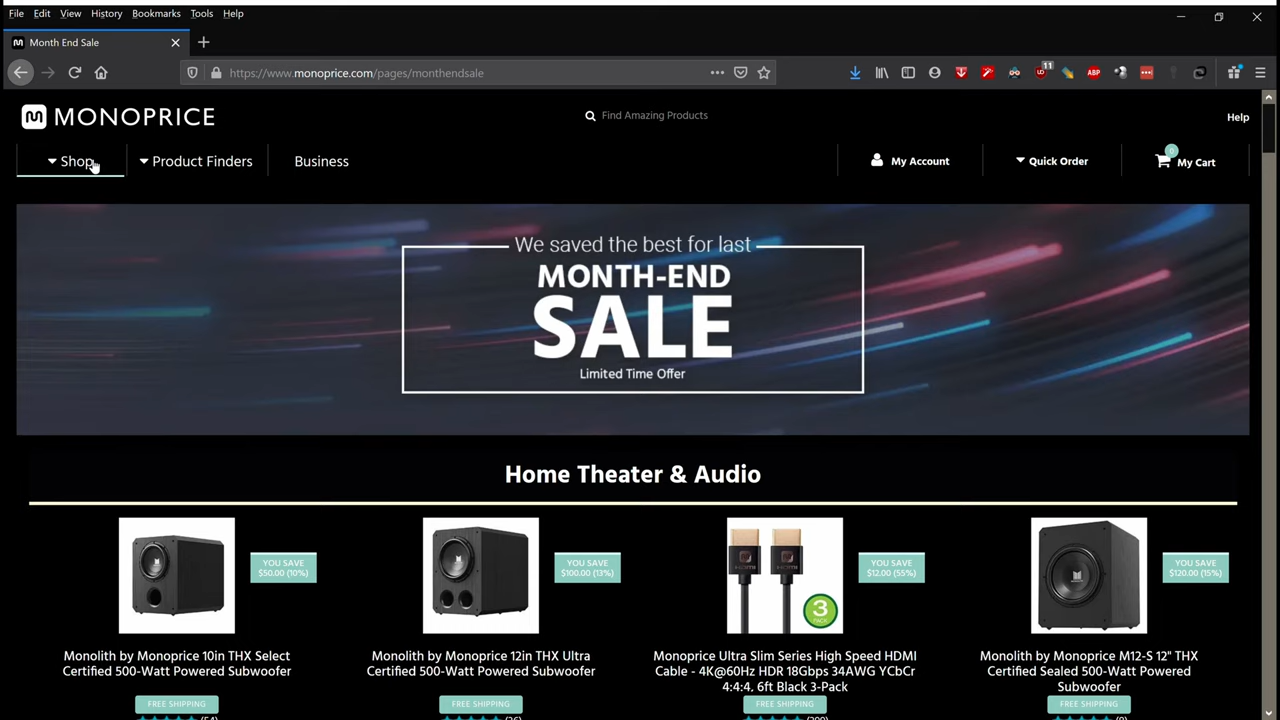 File Edit View History Bookmarks Tools Help
Month End Sale
https://www.monoprice.com/pages/monthendsale
11
ABP
MONOPRICE
Find Amazing Products
Help
Shop
Product Finders
Business
My Account
Quick Order
0
My Cart
We saved the best for last
MONTH-END
SALE
Limited Time Offer
Home Theater & Audio
YOU SAVE
$50.00 (10%)
YOU SAVE
$100.00 (13%)
YOU SAVE
$12.00 (55%)
YOU SAVE
$120.00 (15%)
3
PACK
Monolith by Monoprice 10in THX Select
Certified 500-Watt Powered Subwoofer
FREE SHIPPING
Monolith by Monoprice 12in THX Ultra
Certified 500-Watt Powered Subwoofer
FREE SHIPPING
Monoprice Ultra Slim Series High Speed HDMI
Cable - 4K@60Hz HDR 18Gbps 34AWG YCbCr
4:4:4, 6ft Black 3-Pack
FREE SHIPPING
Monolith by Monoprice M12-S 12" THX
Certified Sealed 500-Watt Powered
Subwoofer
FREE SHIPPING